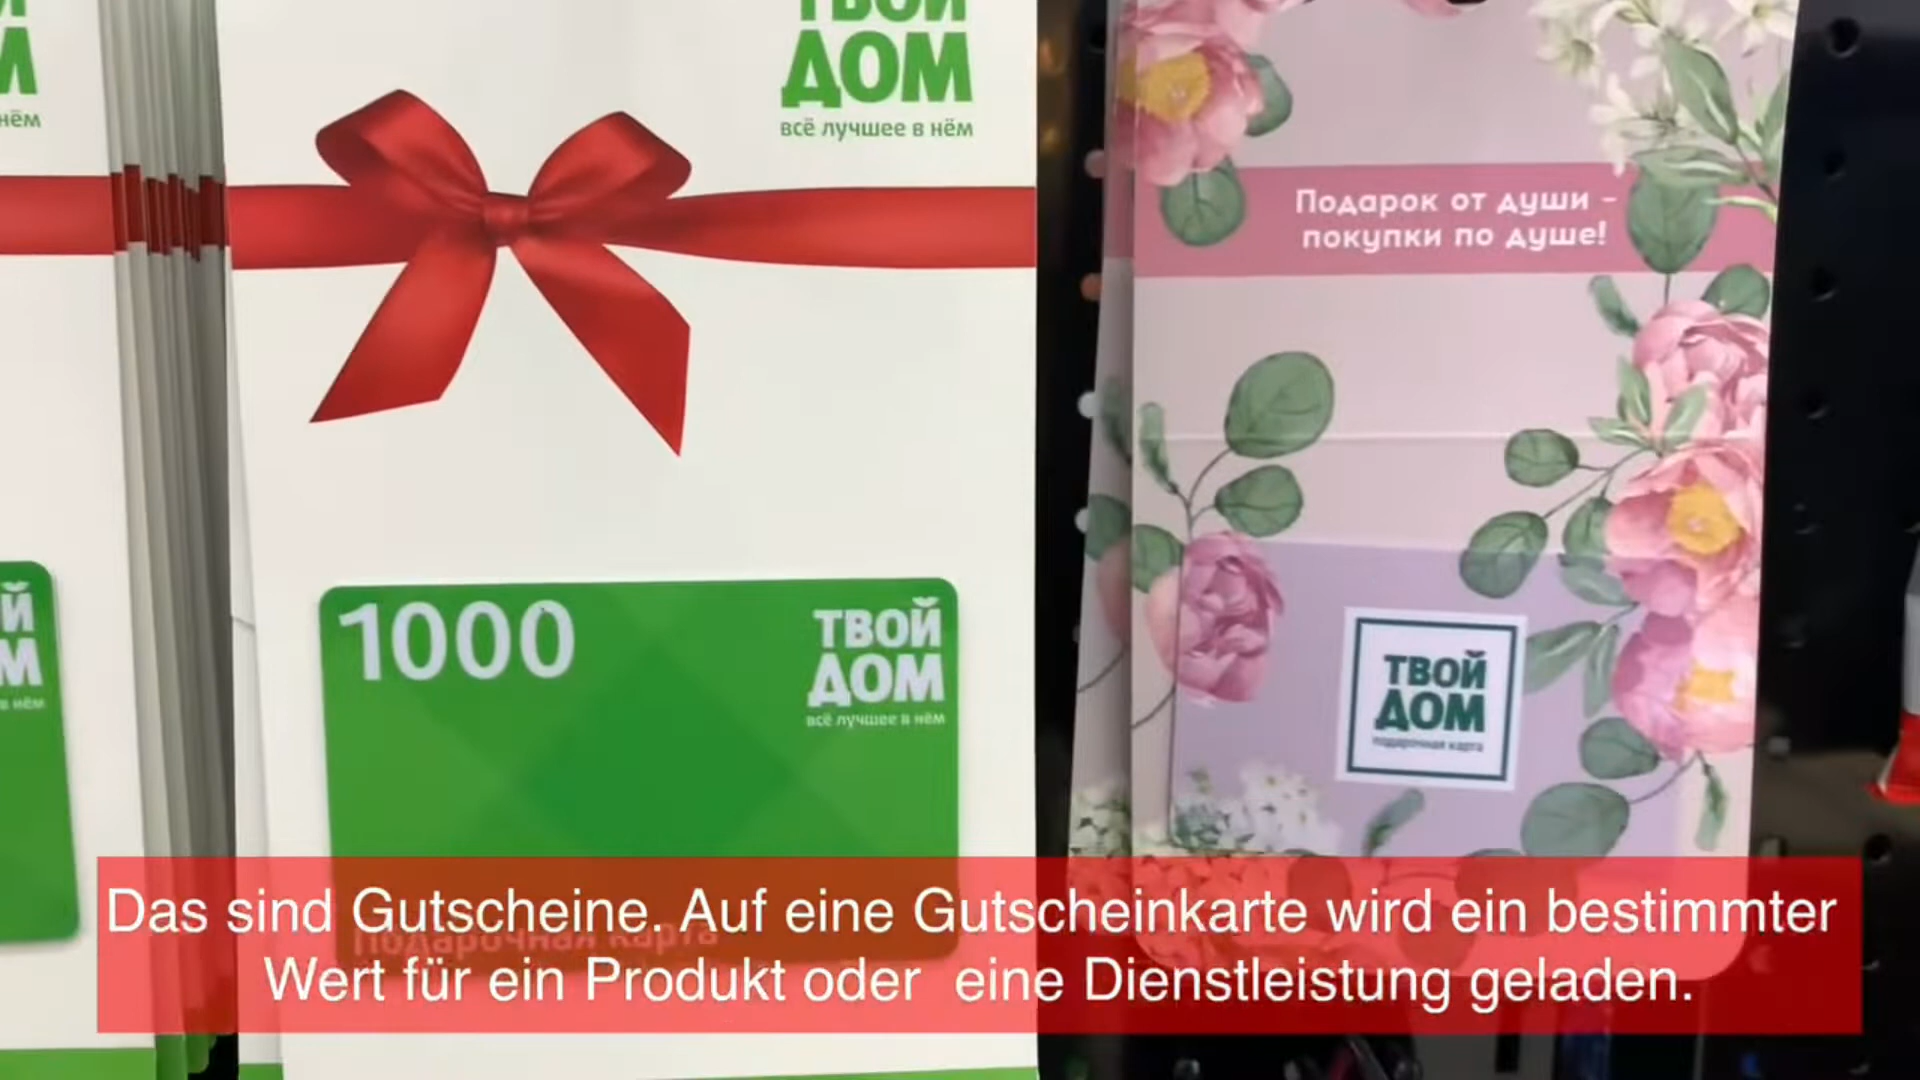 ТВОЙ
ДОМ
всё лучшее в нём
Подарок от души –
покупки по душе!
1000
ТВОЙ
ДОМ
всё лучшее в нём
ТВОЙ
ДОМ
подарочная карта
Подарочная карта
Das sind Gutscheine. Auf eine Gutscheinkarte wird ein bestimmter
Wert für ein Produkt oder eine Dienstleistung geladen.